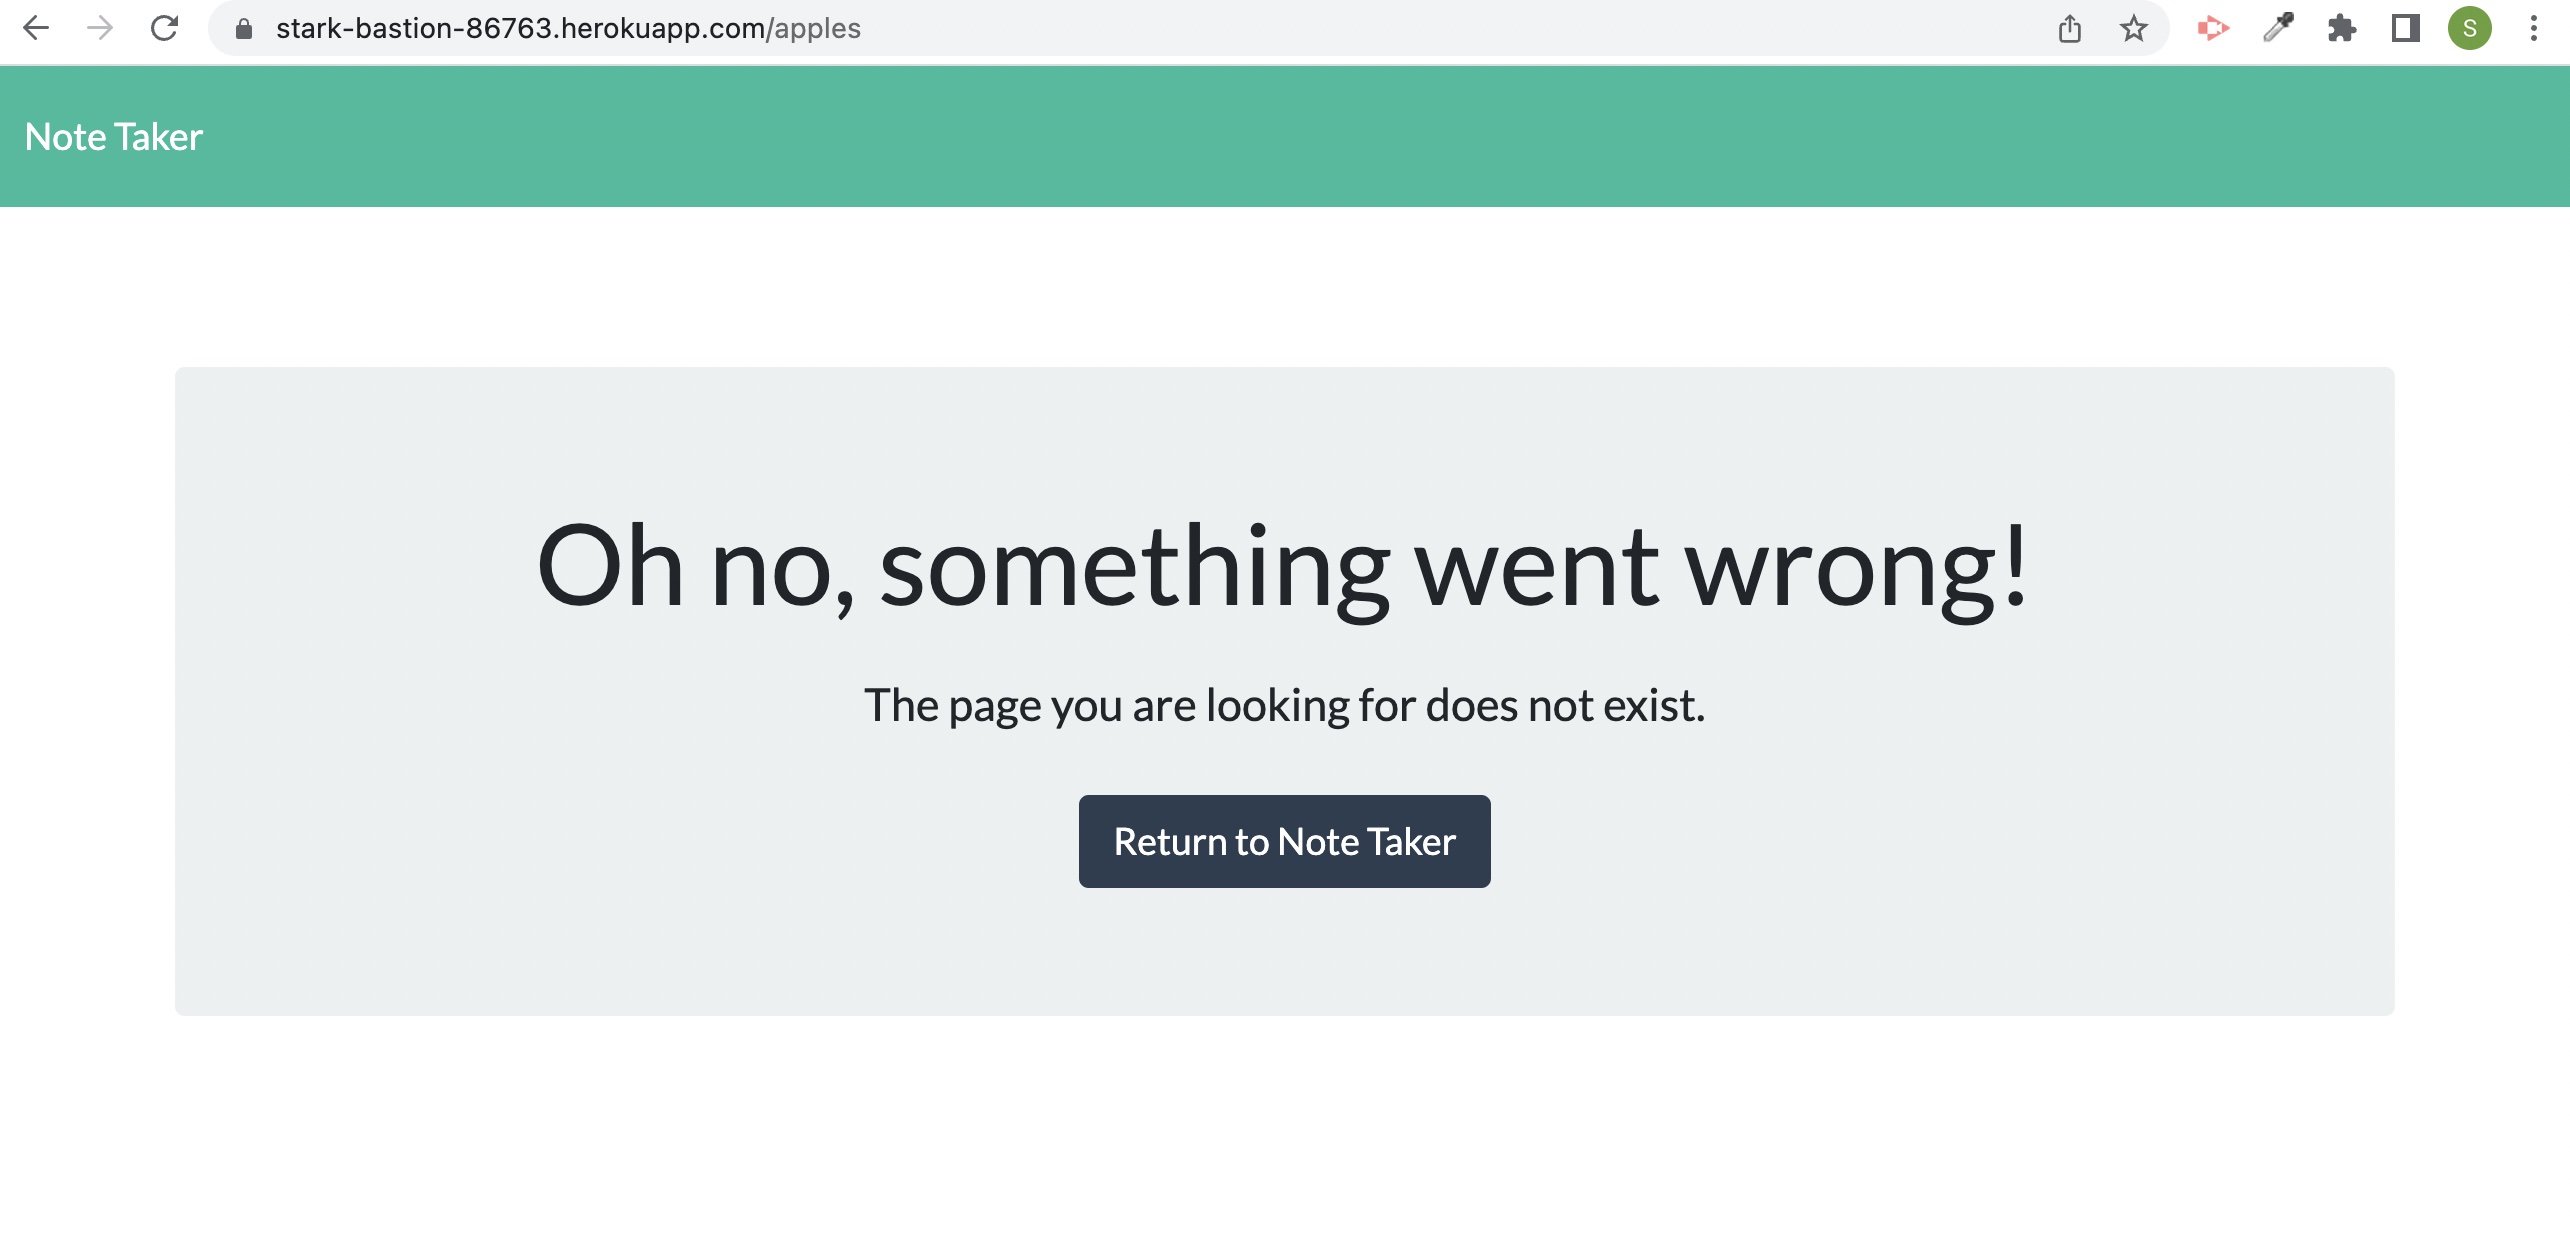 stark-bastion-86763.herokuapp.com/apples
S
Note Taker
Oh no, something went wrong!
The page you are looking for does not exist.
Return to Note Taker